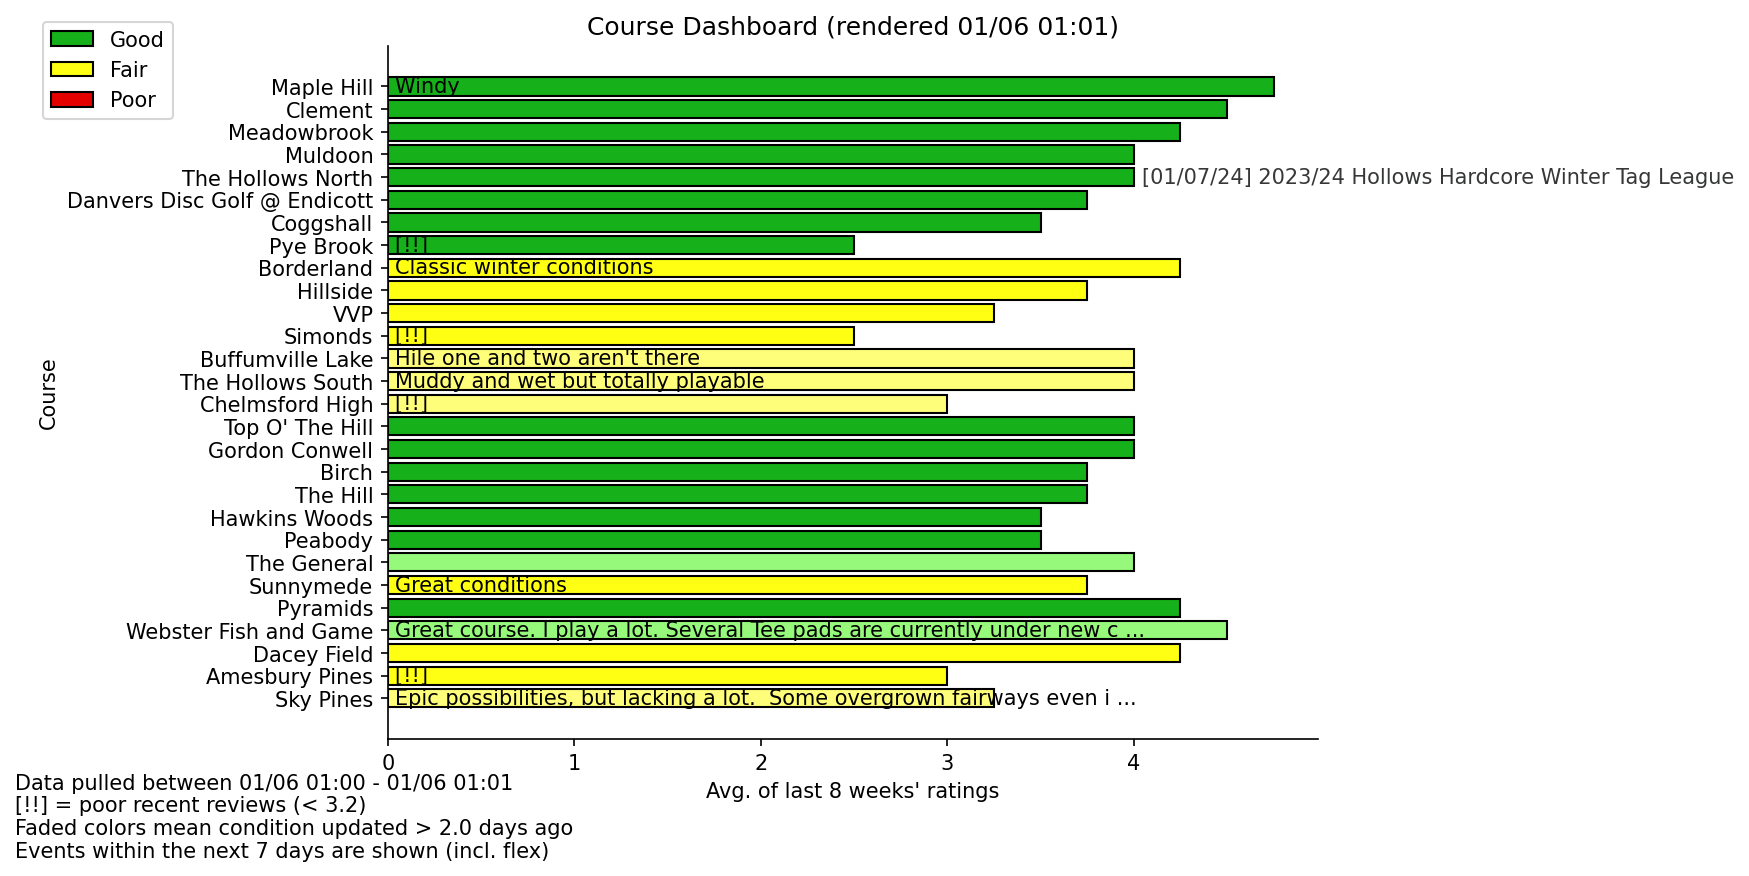 Course Dashboard (rendered 01/06 01:01)
Good
Fair
Poor
Course
Maple Hill Windy
Clement
Meadowbrook
Muldoon
The Hollows North [01/07/24] 2023/24 Hollows Hardcore Winter Tag League
Danvers Disc Golf @ Endicott
Coggshall
Pye Brook [!!]
Borderland Classic winter conditions
Hillside
VVP
Simonds [!!]
Buffumville Lake Hile one and two aren't there
The Hollows South Muddy and wet but totally playable
Chelmsford High [!!]
Top O' The Hill
Gordon Conwell
Birch
The Hill
Hawkins Woods
Peabody
The General
Sunnymede Great conditions
Pyramids
Webster Fish and Game Great course. I play a lot. Several Tee pads are currently under new c ...
Dacey Field
Amesbury Pines [!!]
Sky Pines Epic possibilities, but lacking a lot.  Some overgrown fairways even i ...
0 1 2 3 4
Avg. of last 8 weeks' ratings
Data pulled between 01/06 01:00 - 01/06 01:01
[!!] = poor recent reviews (< 3.2)
Faded colors mean condition updated > 2.0 days ago
Events within the next 7 days are shown (incl. flex)